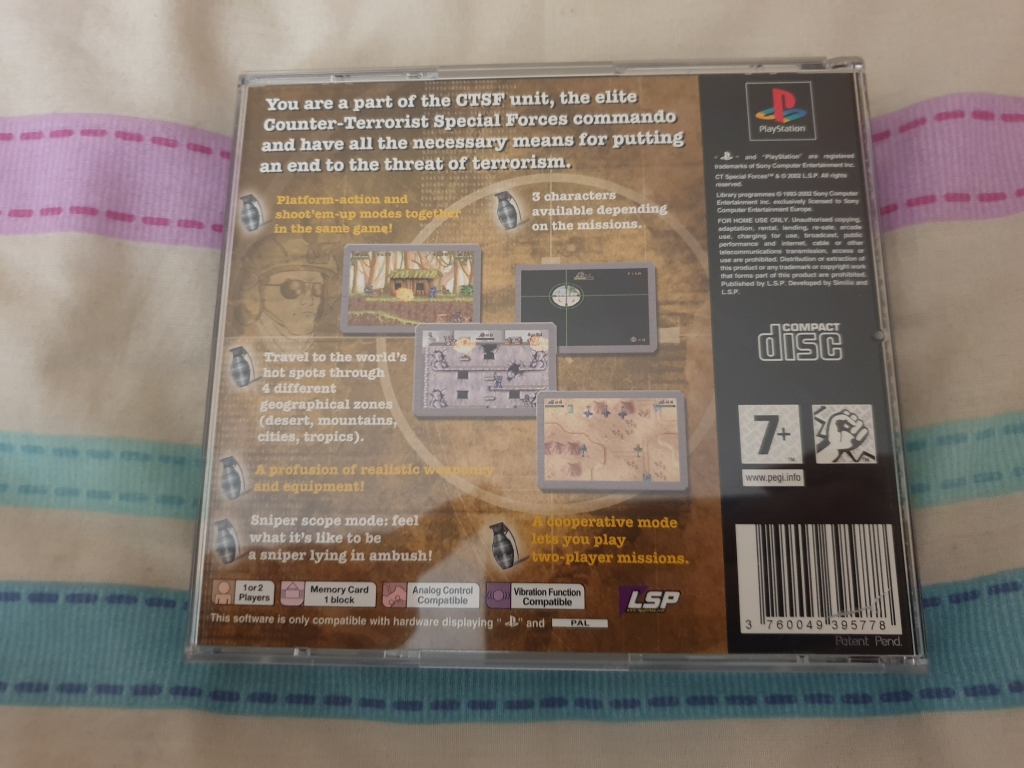 You are a part of the CTSF unit, the elite
Counter-Terrorist Special Forces commando
and have all the necessary means for putting
an end to the threat of terrorism.
Platform-action and
shoot'em-up modes together
in the same game!
3 characters
available depending
on the missions.
Travel to the world's
hot spots through
4 different
geographical zones
(desert, mountains,
cities, tropics).
A profusion of realistic weaponry
and equipment!
Sniper scope mode: feel
what it's like to be
a sniper lying in ambush!
A cooperative mode
lets you play
two-player missions.
1 or 2
Players
Memory Card
1 block
Analog Control
Compatible
Vibration Function
Compatible
LSP
This software is only compatible with hardware displaying " " and PAL
PlayStation
" " and "PlayStation" are registered
trademarks of Sony Computer Entertainment Inc.
CT Special Forces™ & © 2002 L.S.P. All rights
reserved.
Library programmes © 1993-2002 Sony Computer
Entertainment Inc. exclusively licensed to Sony
Computer Entertainment Europe.
FOR HOME USE ONLY. Unauthorised copying,
adaptation, rental, lending, re-sale, arcade
use, charging for use, broadcast, public
performance and internet, cable or other
telecommunications transmission, access or
use are prohibited. Distribution or extraction of
this product or any trademark or copyright work
that forms part of this product are prohibited.
Published by L.S.P. Developed by Similis and
L.S.P.
COMPACT
disc
7+
™
™
www.pegi.info
3 760049 395778
Patent Pend.